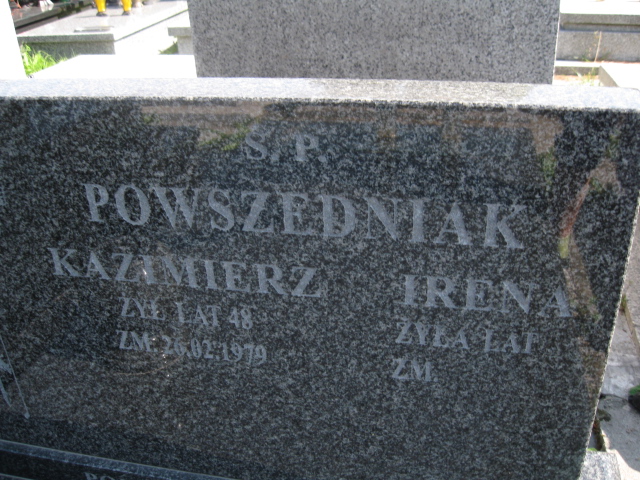 Ś. P.
POWSZEDNIAK
KAZIMIERZ IRENA
ŻYŁ LAT 48 ŻYŁA LAT
ZM. 26.02.1979 ZM.